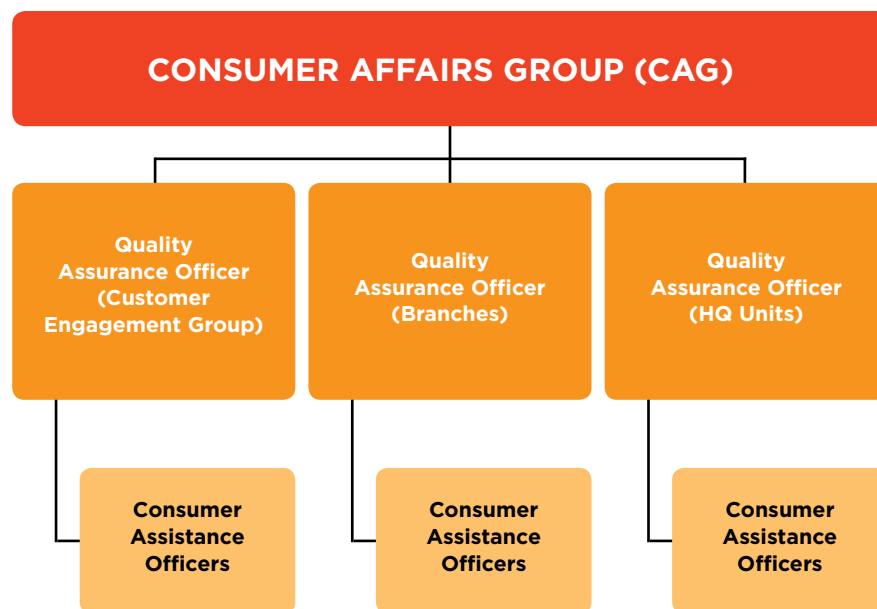 CONSUMER AFFAIRS GROUP (CAG)
Quality
Assurance Officer
(Customer
Engagement Group)
Quality
Assurance Officer
(Branches)
Quality
Assurance Officer
(HQ Units)
Consumer
Assistance
Officers
Consumer
Assistance
Officers
Consumer
Assistance
Officers